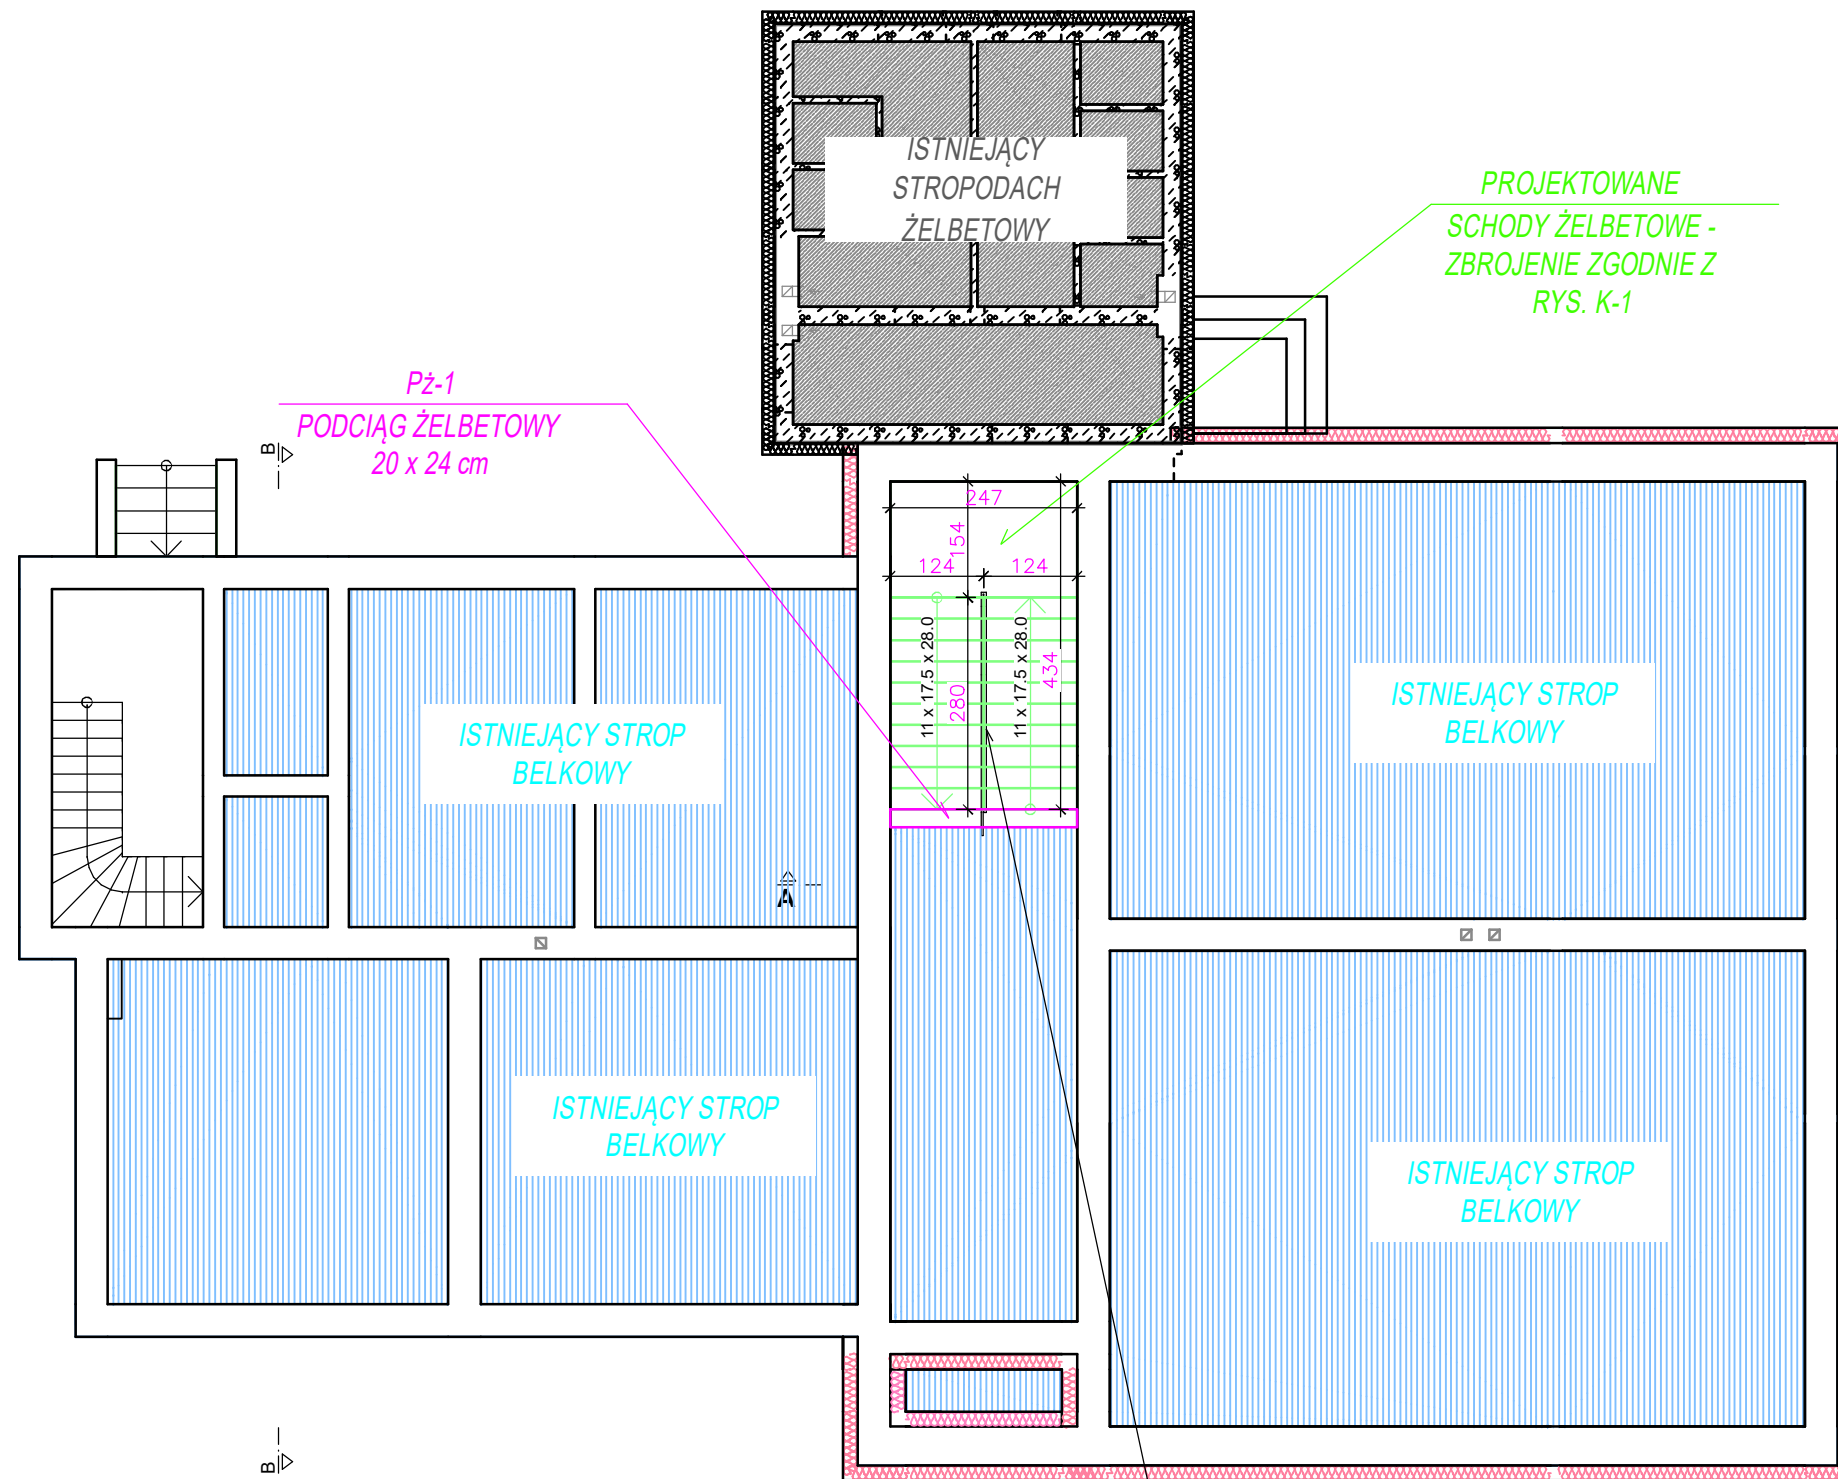 ISTNIEJĄCY
STROPODACH
ŻELBETOWY
PROJEKTOWANE
SCHODY ŻELBETOWE -
ZBROJENIE ZGODNIE Z
RYS. K-1
Pż-1
PODCIĄG ŻELBETOWY
20 x 24 cm
B
247
154
124
124
11 x 17.5 x 28.0
280
11 x 17.5 x 28.0
434
ISTNIEJĄCY STROP
BELKOWY
ISTNIEJĄCY STROP
BELKOWY
A
ISTNIEJĄCY STROP
BELKOWY
ISTNIEJĄCY STROP
BELKOWY
B